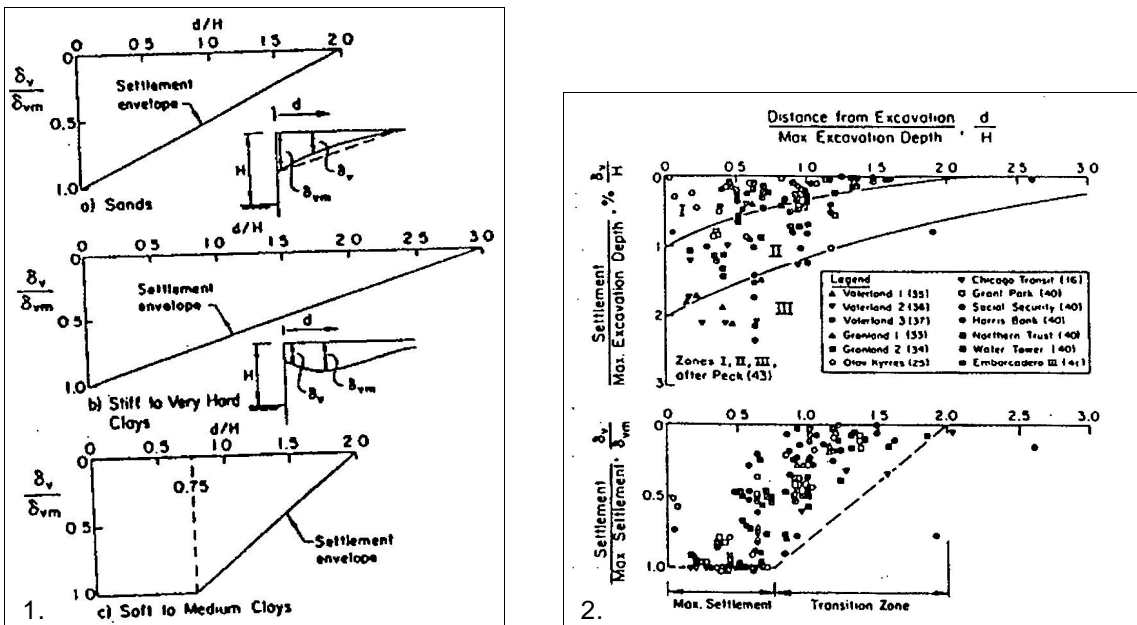 d/H
0 0.5 1.0 1.5 2.0
0
δv
δvm
Settlement
envelope
0.5
d
H
δv
δvm
1.0
a) Sands
d/H
0 0.5 1.0 1.5 2.0 2.5 3.0
0
δv
δvm
Settlement
envelope
0.5
d
H
δv
δvm
1.0
b) Stiff to Very Hard
Clays
d/H
0 0.5 1.0 1.5 2.0
0
δv
δvm
0.75
0.5
Settlement
envelope
1.0
c) Soft to Medium Clays
1.
Distance from Excavation , d
Max Excavation Depth H
0 0.5 1.0 1.5 2.0 2.5 3.0
Settlement , % δv
Max. Excavation Depth H
0
1
2
3
I
II
III
Zones I, II, III,
after Peck (43)
Legend
Vaterland 1 (35)
Vaterland 2 (36)
Vaterland 3 (37)
Gronland 1 (33)
Gronland 2 (34)
Olav Kyrres (25)
Chicago Transit (16)
Grant Park (40)
Social Security (40)
Harris Bank (40)
Northern Trust (40)
Water Tower (40)
Embarcadero III
0 0.5 1.0 1.5 2.0 2.5 3.0
Settlement , δv
Max Settlement δvm
0
0.5
1.0
Max. Settlement
Transition Zone
2.